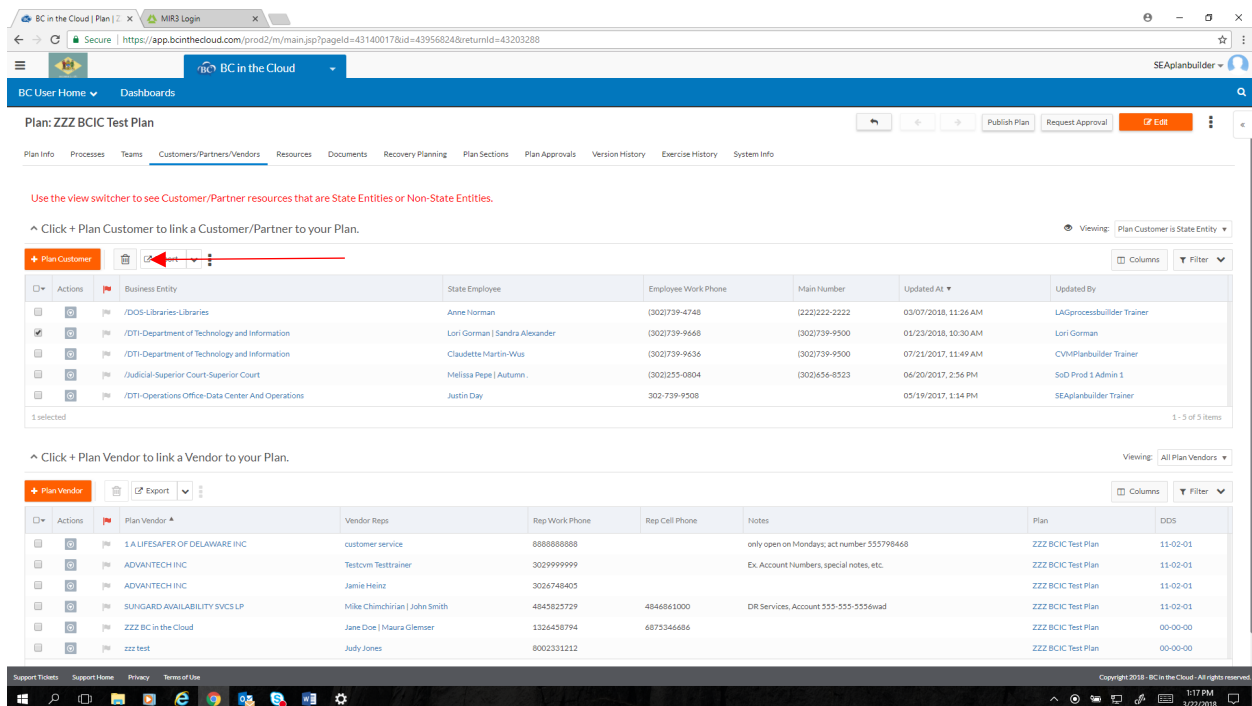 BC in the Cloud | Plan | Z MIR3 Login
Secure | https://app.bcinthecloud.com/prod2/m/main.jsp?pageId=43140017&id=43956824&returnId=43203288
BC in the Cloud SEAplanbuilder
BC User Home Dashboards
Plan: ZZZ BCIC Test Plan Publish Plan Request Approval Edit
Plan Info Processes Teams Customers/Partners/Vendors Resources Documents Recovery Planning Plan Sections Plan Approvals Version History Exercise History System Info
Use the view switcher to see Customer/Partner resources that are State Entities or Non-State Entities.
Click + Plan Customer to link a Customer/Partner to your Plan. Viewing: Plan Customer is State Entity
+ Plan Customer Columns Filter
Actions Business Entity State Employee Employee Work Phone Main Number Updated At Updated By
/DOS-Libraries-Libraries Anne Norman (302)739-4748 (222)222-2222 03/07/2018, 11:26 AM LAGprocessbuillder Trainer
/DTI-Department of Technology and Information Lori Gorman | Sandra Alexander (302)739-9668 (302)739-9500 01/23/2018, 10:30 AM Lori Gorman
/DTI-Department of Technology and Information Claudette Martin-Wus (302)739-9636 (302)739-9500 07/21/2017, 11:49 AM CVMPlanbuilder Trainer
/Judicial-Superior Court-Superior Court Melissa Pepe | Autumn . (302)255-0804 (302)656-8523 06/20/2017, 2:56 PM SoD Prod 1 Admin 1
/DTI-Operations Office-Data Center And Operations Justin Day 302-739-9508 05/19/2017, 1:14 PM SEAplanbuilder Trainer
1 selected 1 - 5 of 5 items
Click + Plan Vendor to link a Vendor to your Plan. Viewing: All Plan Vendors
+ Plan Vendor Export Columns Filter
Actions Plan Vendor Vendor Reps Rep Work Phone Rep Cell Phone Notes Plan DDS
1 A LIFESAFER OF DELAWARE INC customer service 8888888888 only open on Mondays; act number 555798468 ZZZ BCIC Test Plan 11-02-01
ADVANTECH INC Testcvm Testtrainer 3029999999 Ex. Account Numbers, special notes, etc. ZZZ BCIC Test Plan 11-02-01
ADVANTECH INC Jamie Heinz 3026748405 ZZZ BCIC Test Plan 11-02-01
SUNGARD AVAILABILITY SVCS LP Mike Chimchirian | John Smith 4845825729 4846861000 DR Services, Account 555-555-5556wad ZZZ BCIC Test Plan 11-02-01
ZZZ BC in the Cloud Jane Doe | Maura Glemser 1326458794 6875346686 ZZZ BCIC Test Plan 00-00-00
zzz test Judy Jones 8002331212 ZZZ BCIC Test Plan 00-00-00
Support Tickets Support Home Privacy Terms of Use Copyright 2018 - BC in the Cloud - All rights reserved.
1:17 PM
3/22/2018